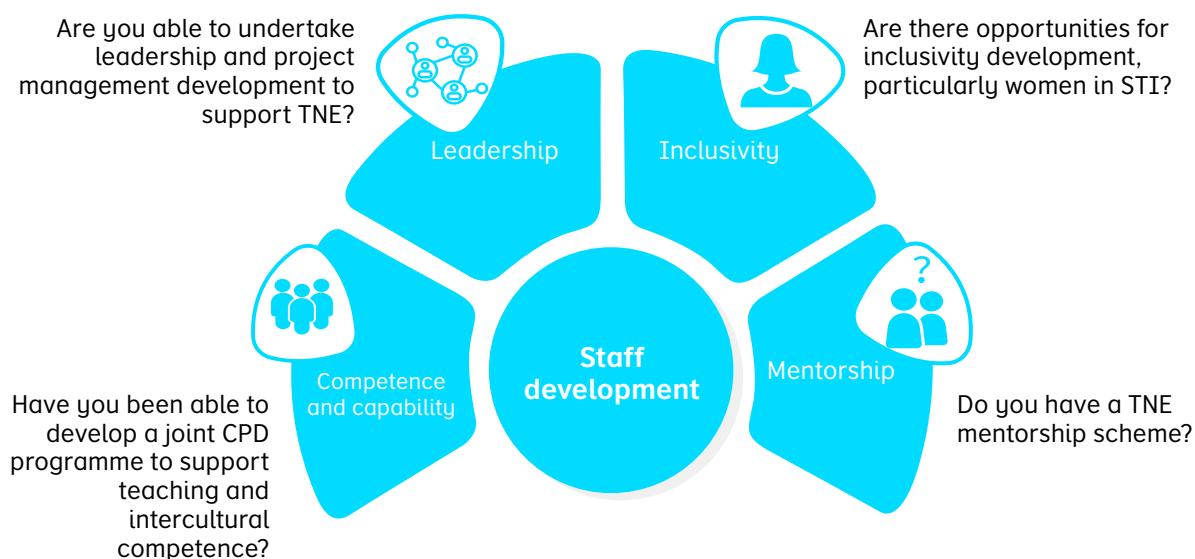 Are you able to undertake
leadership and project
management development to
support TNE?
Are there opportunities for
inclusivity development,
particularly women in STI?
Leadership
Inclusivity
?
Staff
development
Competence
and capability
Mentorship
Have you been able to
develop a joint CPD
programme to support
teaching and
intercultural
competence?
Do you have a TNE
mentorship scheme?